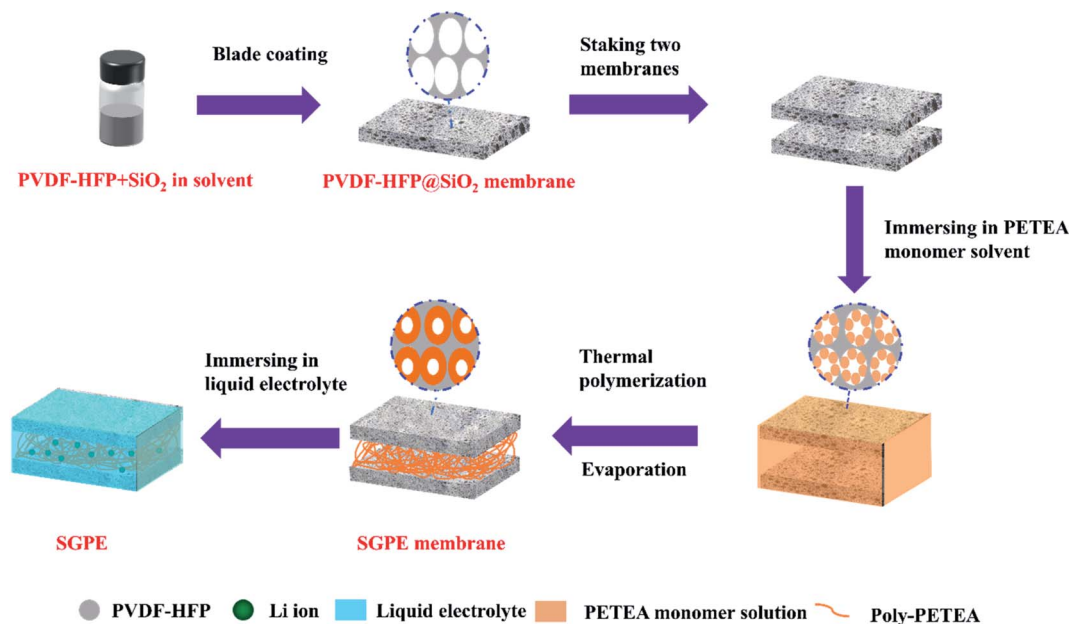 Blade coating
Staking two
membranes
PVDF-HFP+SiO₂ in solvent
PVDF-HFP@SiO₂ membrane
Immersing in PETEA
monomer solvent
Thermal
polymerization
Evaporation
Immersing in
liquid electrolyte
SGPE
SGPE membrane
PVDF-HFP
Li ion
Liquid electrolyte
PETEA monomer solution
Poly-PETEA